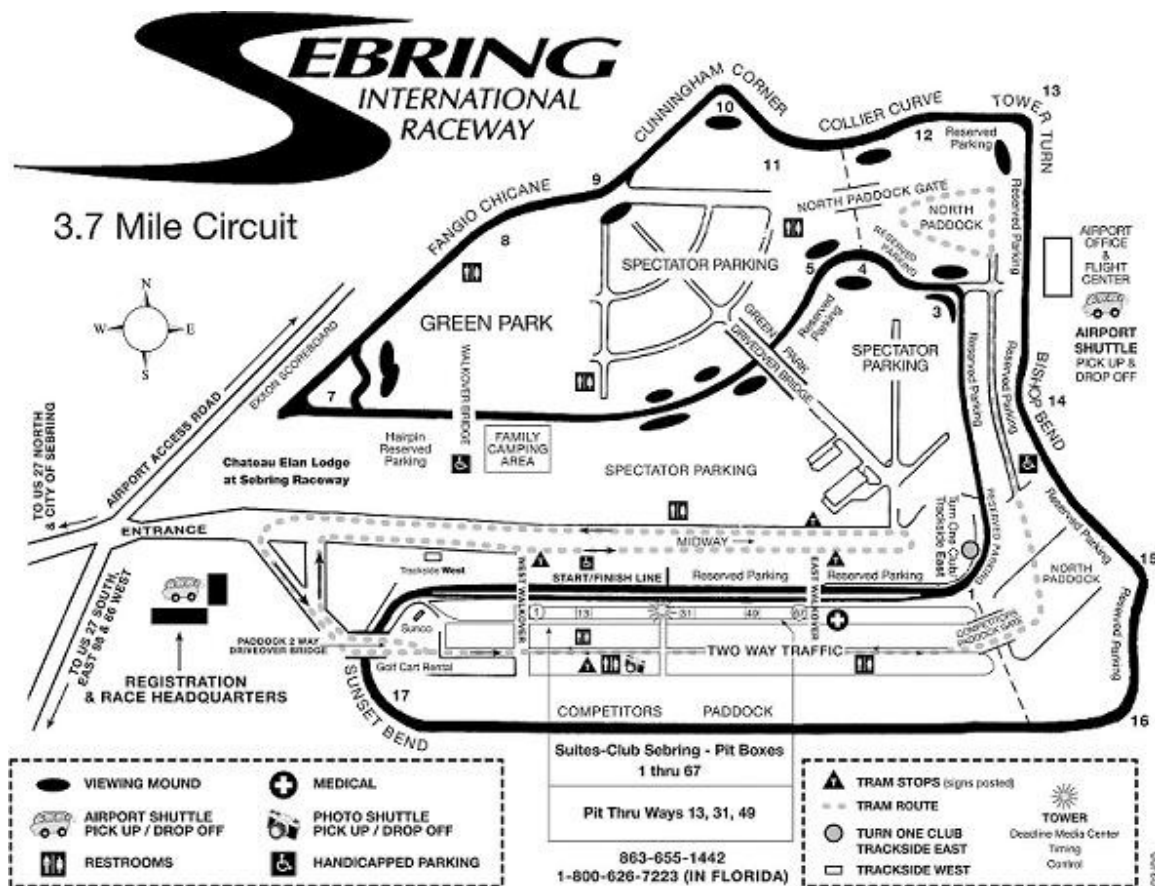 SEBRING
INTERNATIONAL
RACEWAY
3.7 Mile Circuit
N
W
E
S
CUNNINGHAM CORNER
10
COLLIER CURVE
12
TOWER TURN
13
Reserved
Parking
11
9
FANGIO CHICANE
8
NORTH PADDOCK GATE
NORTH
PADDOCK
RESERVED
PARKING
Reserved Parking
AIRPORT
OFFICE
&
FLIGHT
CENTER
AIRPORT
SHUTTLE
PICK UP &
DROP OFF
SPECTATOR PARKING
5
4
3
Reserved
Parking
GREEN PARK
GREEN PARK
DRIVEOVER BRIDGE
SPECTATOR
PARKING
Reserved Parking
Reserved Parking
BISHOP BEND
14
EXXON SCOREBOARD
AIRPORT ACCESS ROAD
7
WALKOVER BRIDGE
Hairpin
Reserved
Parking
FAMILY
CAMPING
AREA
Chateau Elan Lodge
at Sebring Raceway
SPECTATOR PARKING
TO US 27 NORTH
& CITY OF SEBRING
ENTRANCE
MIDWAY
Turn One Club
Trackside East
RESERVED PARKING
Reserved Parking
15
NORTH
PADDOCK
Reserved Parking
Trackside West
WEST WALKOVER
START/FINISH LINE
Reserved Parking
EAST WALKOVER
Reserved Parking
1
COMPETITION
PADDOCK GATE
1
13
31
49
67
Sunoco
PADDOCK 2 WAY
DRIVEOVER BRIDGE
Golf Cart Rental
TWO WAY TRAFFIC
TO US 27 SOUTH
EAST 98 & 66 WEST
REGISTRATION
& RACE HEADQUARTERS
17
SUNSET BEND
COMPETITORS PADDOCK
16
Suites-Club Sebring - Pit Boxes
1 thru 67
Pit Thru Ways 13, 31, 49
863-655-1442
1-800-626-7223 (IN FLORIDA)
VIEWING MOUND
AIRPORT SHUTTLE
PICK UP / DROP OFF
RESTROOMS
MEDICAL
PHOTO SHUTTLE
PICK UP / DROP OFF
HANDICAPPED PARKING
TRAM STOPS (signs posted)
TRAM ROUTE
TURN ONE CLUB
TRACKSIDE EAST
TRACKSIDE WEST
TOWER
Deadline Media Center
Timing
Control